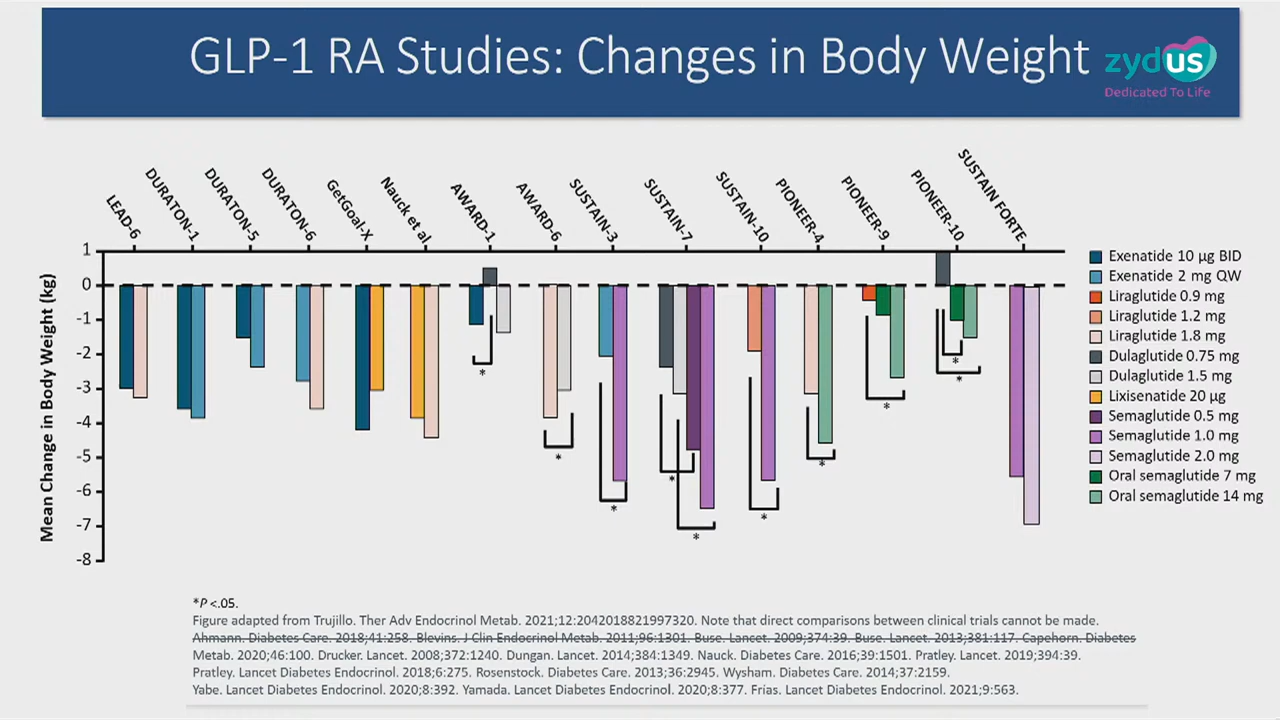 GLP-1 RA Studies: Changes in Body Weight
zydus
Dedicated To Life
LEAD-6
DURATON-1
DURATON-5
DURATON-6
GetGoal-X
Nauck et al
AWARD-1
AWARD-6
SUSTAIN-3
SUSTAIN-7
SUSTAIN-10
PIONEER-4
PIONEER-9
PIONEER-10
SUSTAIN FORTE
Mean Change in Body Weight (kg)
1
0
-1
-2
-3
-4
-5
-6
-7
-8
*
*
*
*
*
*
*
*
*
*
Exenatide 10 µg BID
Exenatide 2 mg QW
Liraglutide 0.9 mg
Liraglutide 1.2 mg
Liraglutide 1.8 mg
Dulaglutide 0.75 mg
Dulaglutide 1.5 mg
Lixisenatide 20 µg
Semaglutide 0.5 mg
Semaglutide 1.0 mg
Semaglutide 2.0 mg
Oral semaglutide 7 mg
Oral semaglutide 14 mg
*P <.05.
Figure adapted from Trujillo. Ther Adv Endocrinol Metab. 2021;12:2042018821997320. Note that direct comparisons between clinical trials cannot be made.
Ahmann. Diabetes Care. 2018;41:258. Blevins. J Clin Endocrinol Metab. 2011;96:1301. Buse. Lancet. 2009;374:39. Buse. Lancet. 2013;381:117. Capehorn. Diabetes
Metab. 2020;46:100. Drucker. Lancet. 2008;372:1240. Dungan. Lancet. 2014;384:1349. Nauck. Diabetes Care. 2016;39:1501. Pratley. Lancet. 2019;394:39.
Pratley. Lancet Diabetes Endocrinol. 2018;6:275. Rosenstock. Diabetes Care. 2013;36:2945. Wysham. Diabetes Care. 2014;37:2159.
Yabe. Lancet Diabetes Endocrinol. 2020;8:392. Yamada. Lancet Diabetes Endocrinol. 2020;8:377. Frias. Lancet Diabetes Endocrinol. 2021;9:563.